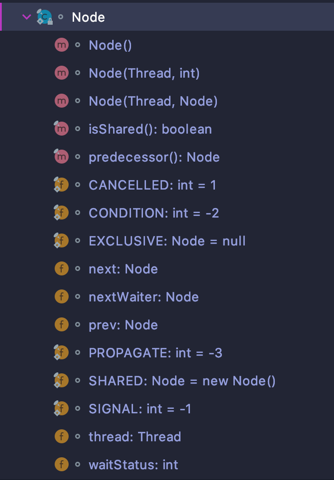 Node
Node()
Node(Thread, int)
Node(Thread, Node)
isShared(): boolean
predecessor(): Node
CANCELLED: int = 1
CONDITION: int = -2
EXCLUSIVE: Node = null
next: Node
nextWaiter: Node
prev: Node
PROPAGATE: int = -3
SHARED: Node = new Node()
SIGNAL: int = -1
thread: Thread
waitStatus: int